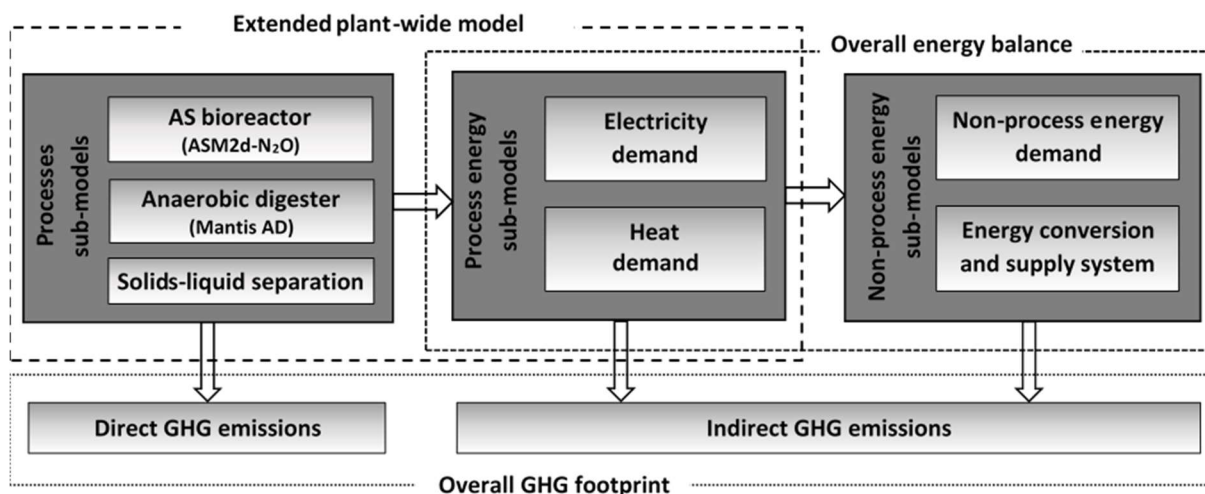 Extended plant-wide model
Overall energy balance
Processes
sub-models
AS bioreactor
(ASM2d-N₂O)
Anaerobic digester
(Mantis AD)
Solids-liquid separation
Process energy
sub-models
Electricity
demand
Heat
demand
Non-process energy
sub-models
Non-process energy
demand
Energy conversion
and supply system
Direct GHG emissions
Indirect GHG emissions
Overall GHG footprint